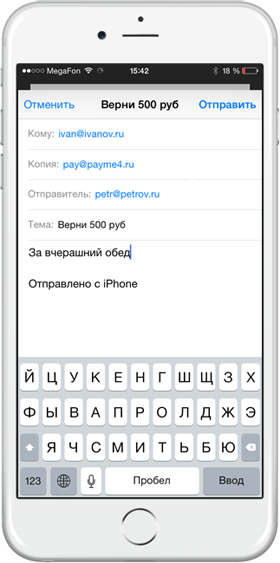 MegaFon 15:42 18 %
Отменить Верни 500 руб Отправить
Кому: ivan@ivanov.ru
Копия: pay@payme4.ru
Отправитель: petr@petrov.ru
Тема: Верни 500 руб
За вчерашний обед
Отправлено с iPhone
Й Ц У К Е Н Г Ш Щ З Х
Ф Ы В А П Р О Л Д Ж Э
Я Ч С М И Т Ь Б Ю
123 Пробел Ввод